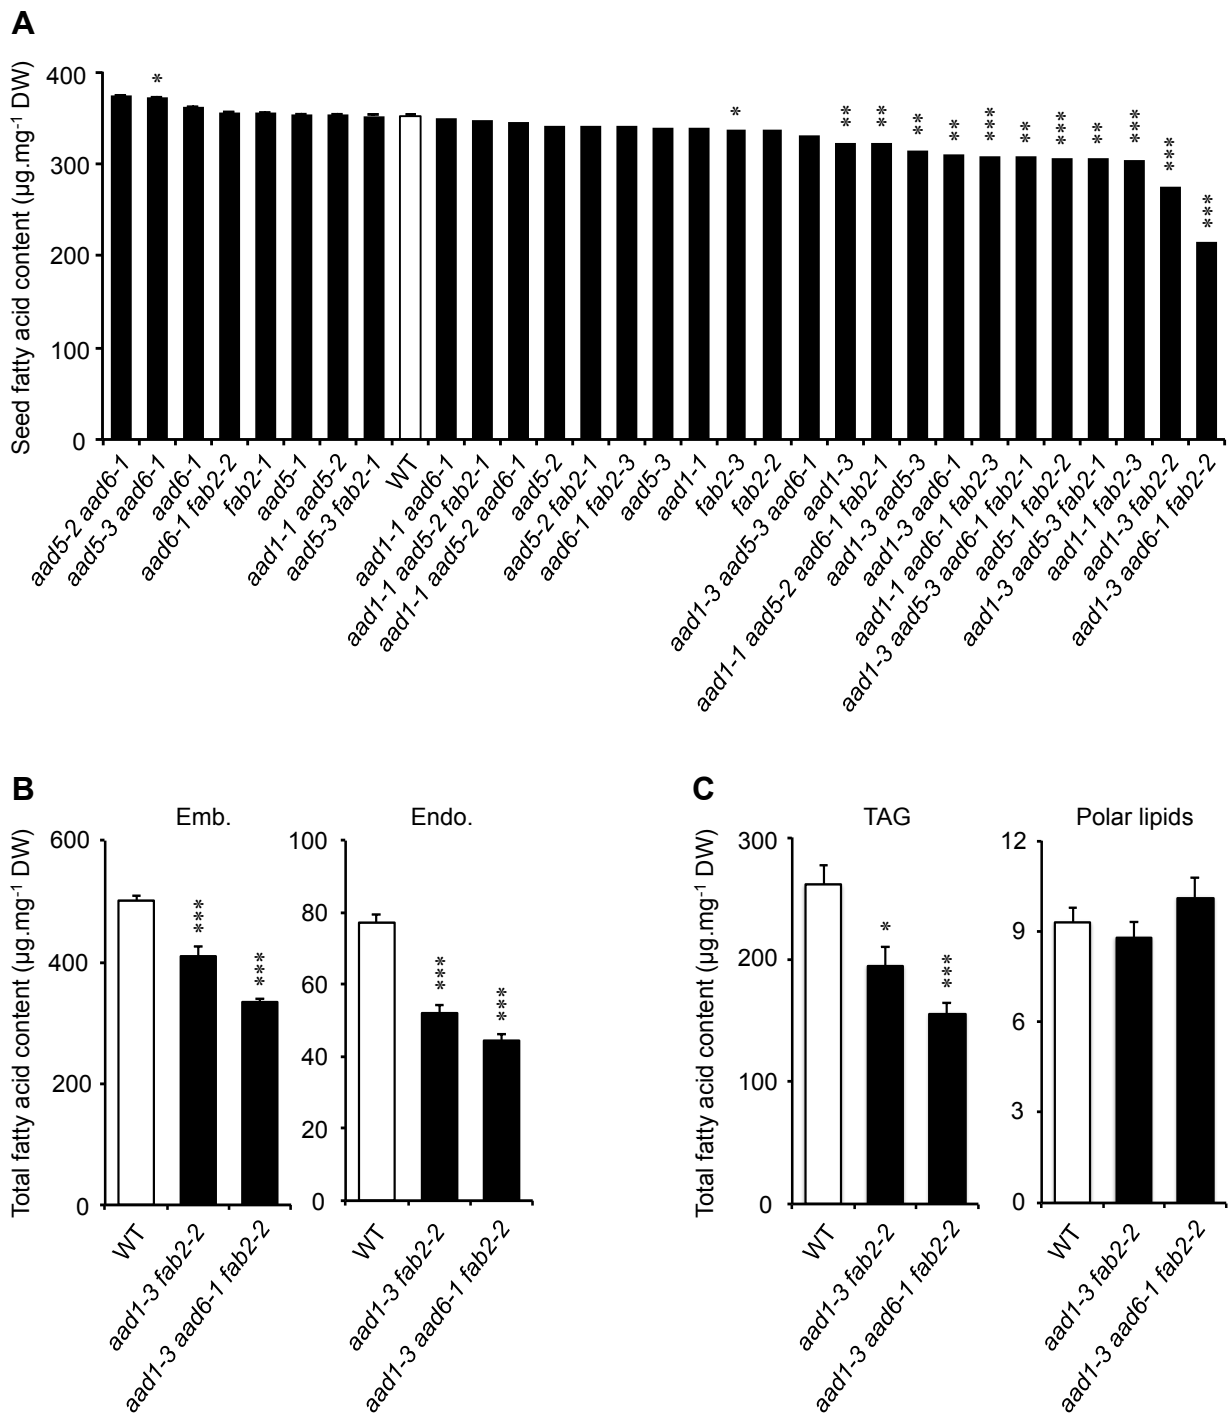 A
Seed fatty acid content (µg.mg-1 DW)
400
300
200
100
0
*
*
**
**
**
**
***
**
***
**
***
***
***
aad5-2 aad6-1
aad5-3 aad6-1
aad6-1
aad6-1 fab2-2
fab2-1
aad5-1
aad1-1 aad5-2
aad5-3 fab2-1
WT
aad1-1 aad6-1
aad1-1 aad5-2 fab2-1
aad1-1 aad5-2 aad6-1
aad5-2
aad5-2 fab2-1
aad6-1 fab2-3
aad5-3
aad1-1
fab2-3
fab2-2
aad1-3 aad5-3 aad6-1
aad1-3
aad1-1 aad5-2 aad6-1 fab2-1
aad1-3 aad5-3
aad1-3 aad6-1
aad1-1 aad6-1 fab2-3
aad1-3 aad5-3 aad6-1 fab2-1
aad5-1 fab2-2
aad1-3 aad5-3 fab2-1
aad1-1 fab2-3
aad1-3 fab2-2
aad1-3 aad6-1 fab2-2
B
Total fatty acid content (µg.mg-1 DW)
Emb.
600
400
200
0
***
***
WT
aad1-3 fab2-2
aad1-3 aad6-1 fab2-2
Endo.
100
80
60
40
20
0
***
***
WT
aad1-3 fab2-2
aad1-3 aad6-1 fab2-2
C
Total fatty acid content (µg.mg-1 DW)
TAG
300
200
100
0
*
***
WT
aad1-3 fab2-2
aad1-3 aad6-1 fab2-2
Polar lipids
12
9
6
3
0
WT
aad1-3 fab2-2
aad1-3 aad6-1 fab2-2